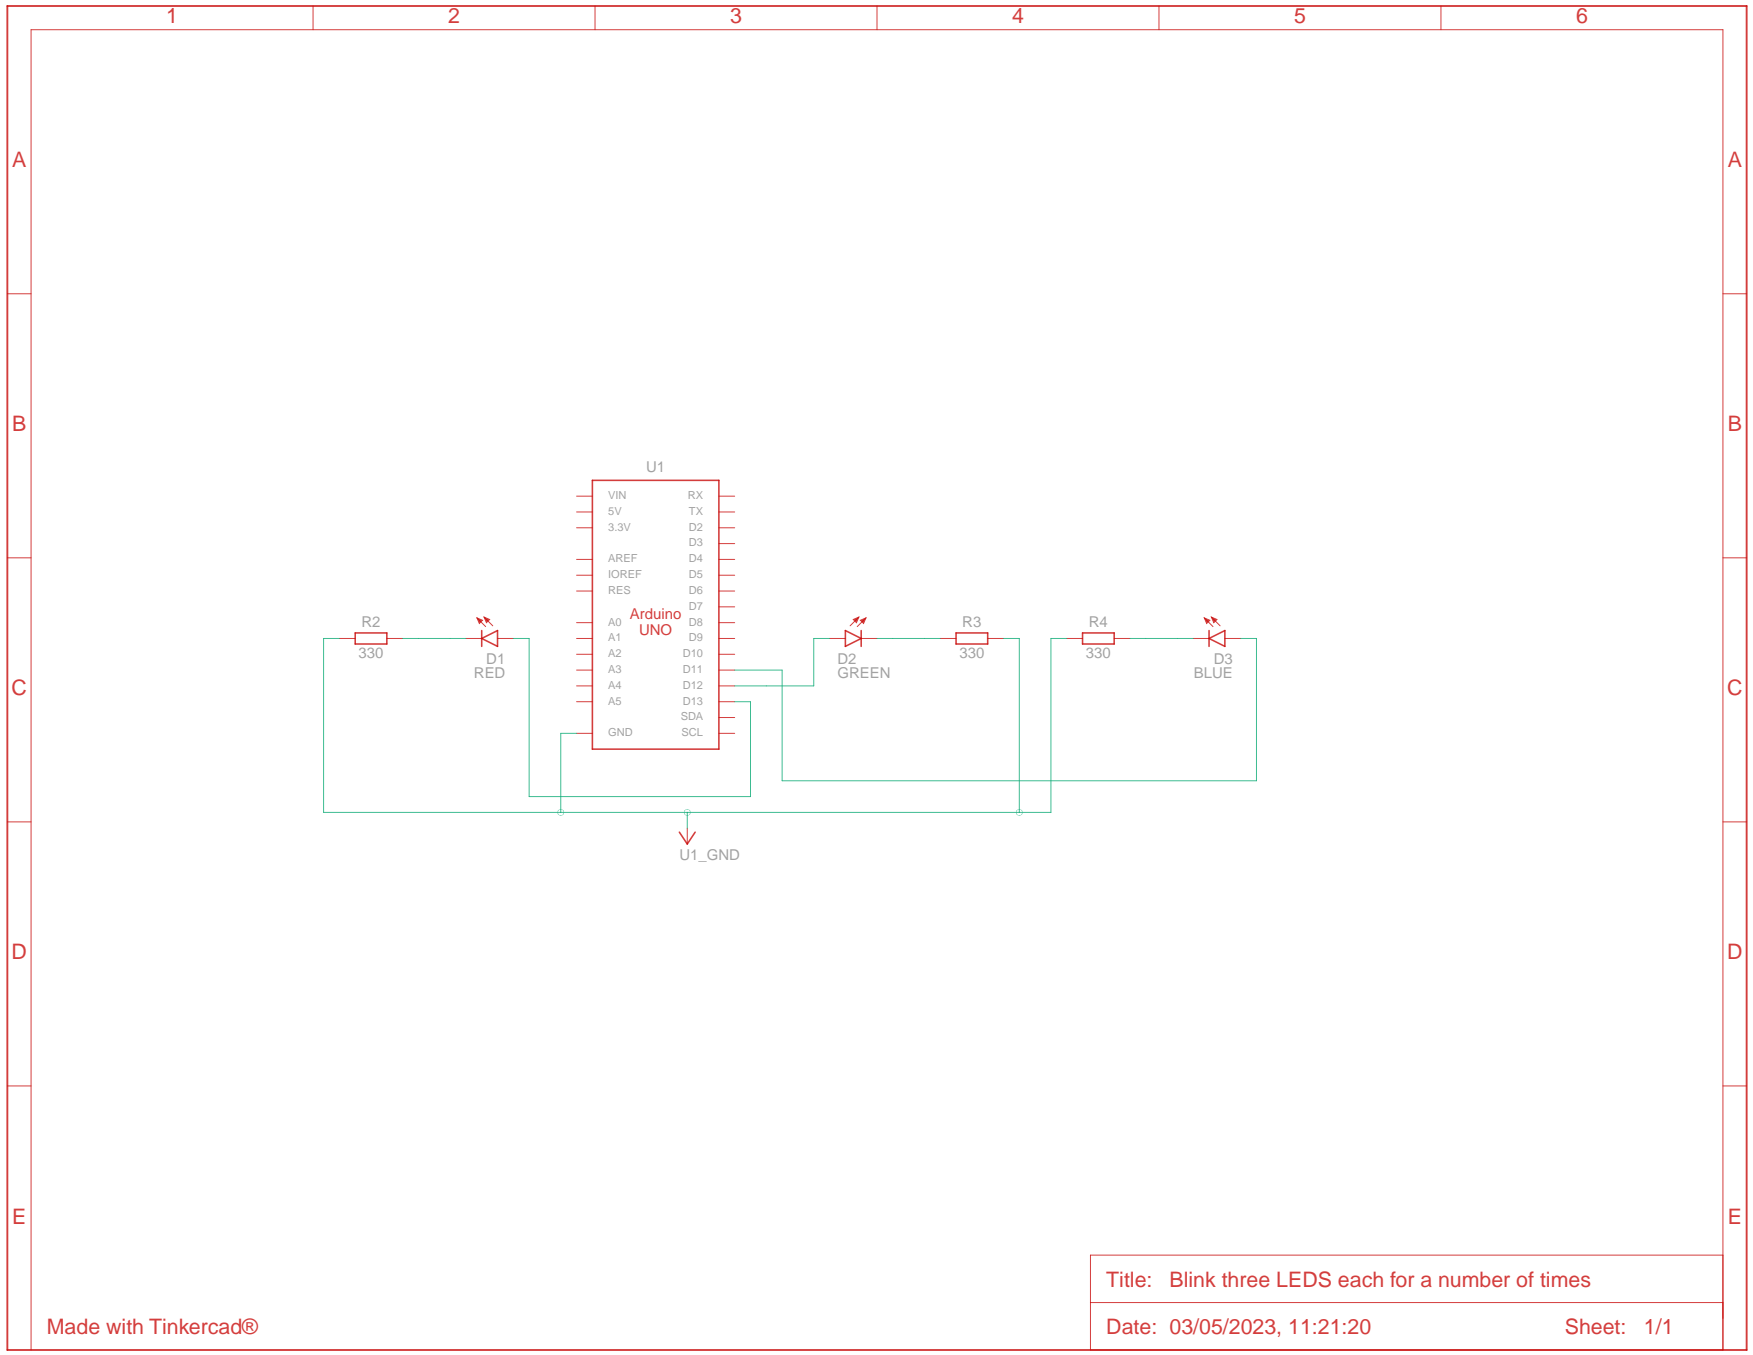 1 2 3 4 5 6
A A
B B
U1
VIN RX
5V TX
3.3V D2
D3
AREF D4
IOREF D5
RES D6
D7
Arduino
UNO
A0 D8
A1 D9
A2 D10
A3 D11
A4 D12
A5 D13
SDA
GND SCL
R2
330
D1
RED
D2
GREEN
R3
330
R4
330
D3
BLUE
C C
U1_GND
D D
E E
Title: Blink three LEDS each for a number of times
Made with Tinkercad®
Date: 03/05/2023, 11:21:20 Sheet: 1/1